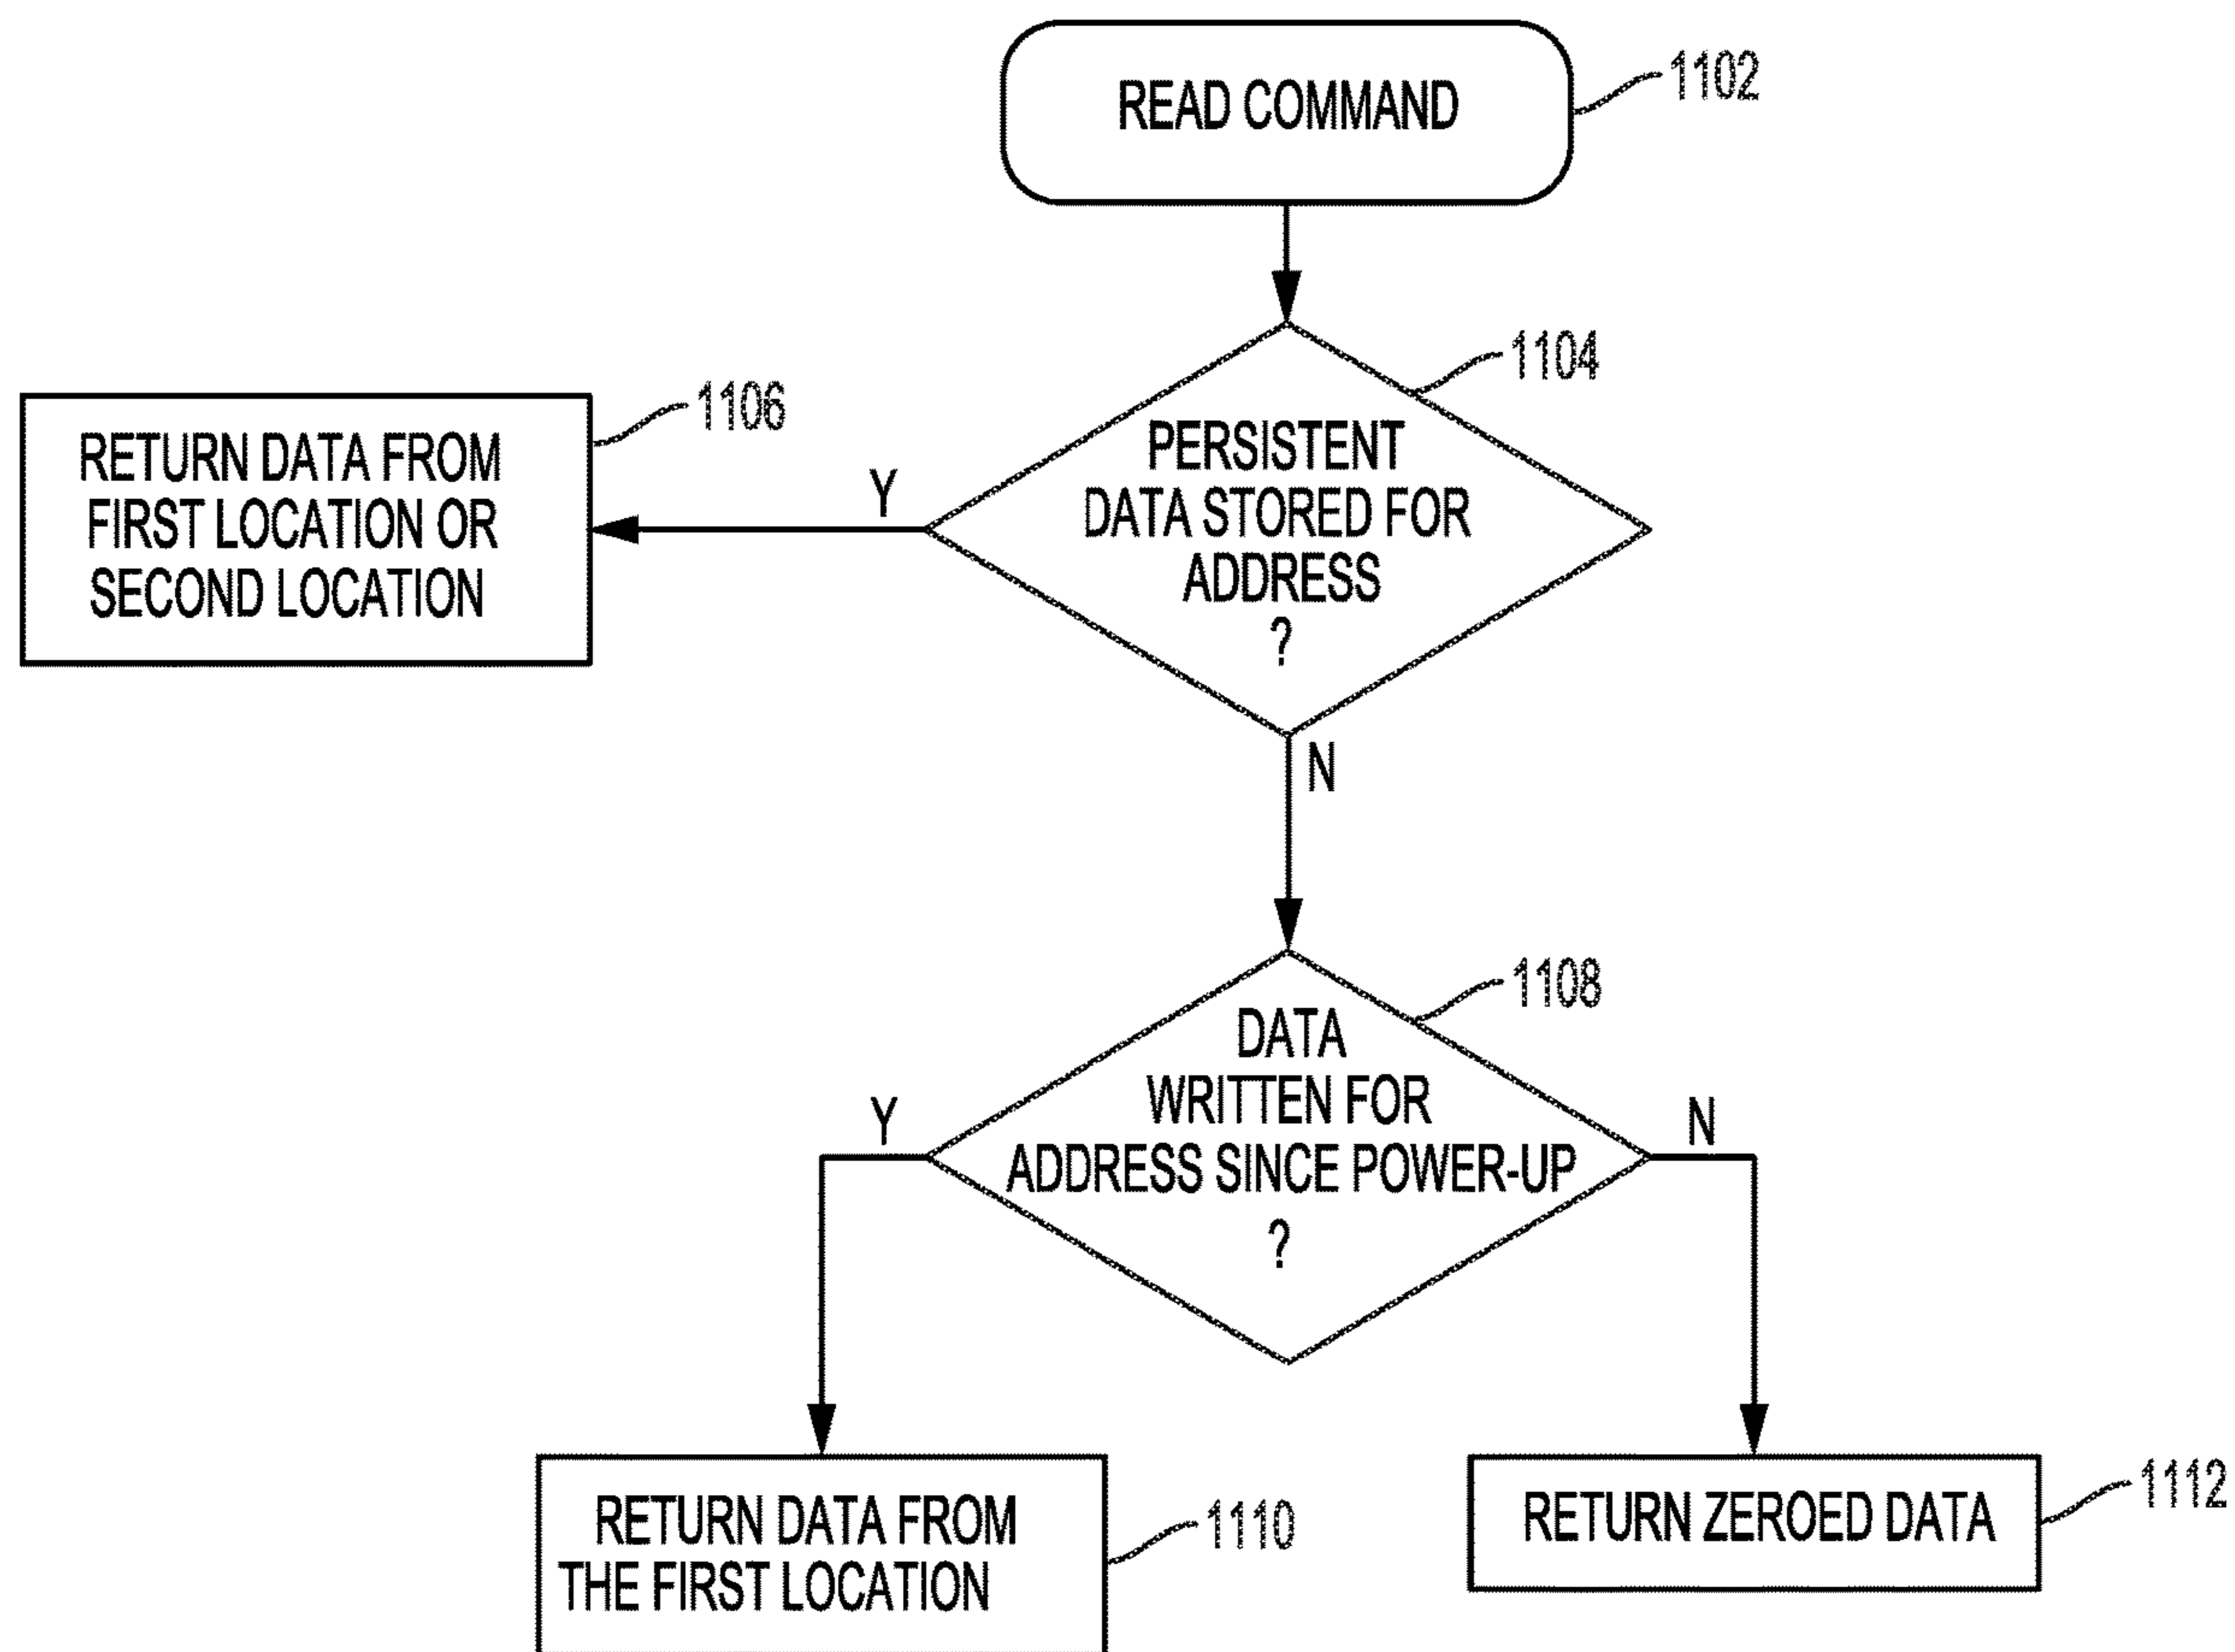 READ COMMAND
1102
1104
PERSISTENT
DATA STORED FOR
ADDRESS
?
Y
1106
RETURN DATA FROM
FIRST LOCATION OR
SECOND LOCATION
N
1108
DATA
WRITTEN FOR
ADDRESS SINCE POWER-UP
?
Y
N
RETURN DATA FROM
THE FIRST LOCATION
1110
RETURN ZEROED DATA
1112